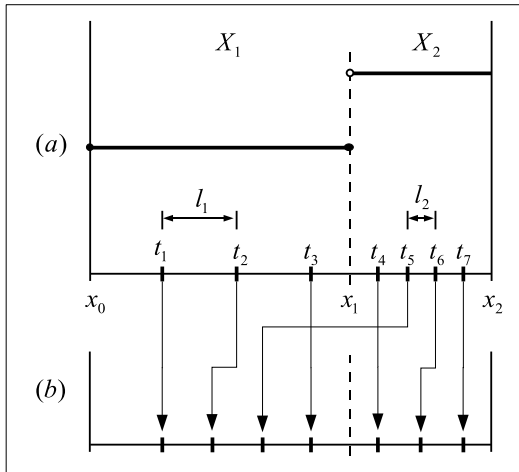 X₁ X₂
(a)
l₁ l₂
t₁ t₂ t₃ t₄ t₅ t₆ t₇
x₀ x₁ x₂
(b)